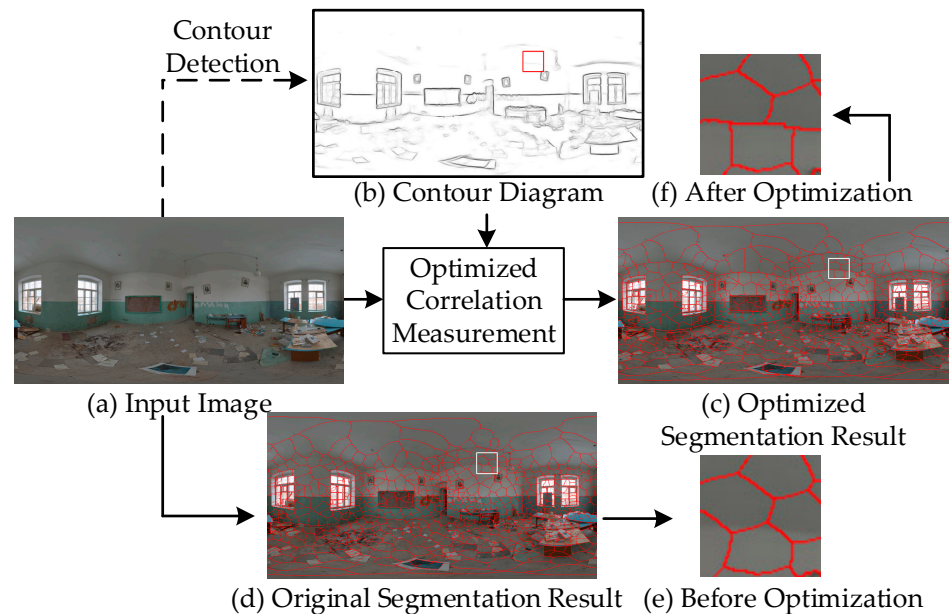 Contour
Detection
(b) Contour Diagram
(f) After Optimization
Optimized
Correlation
Measurement
(a) Input Image
(c) Optimized
Segmentation Result
(d) Original Segmentation Result
(e) Before Optimization